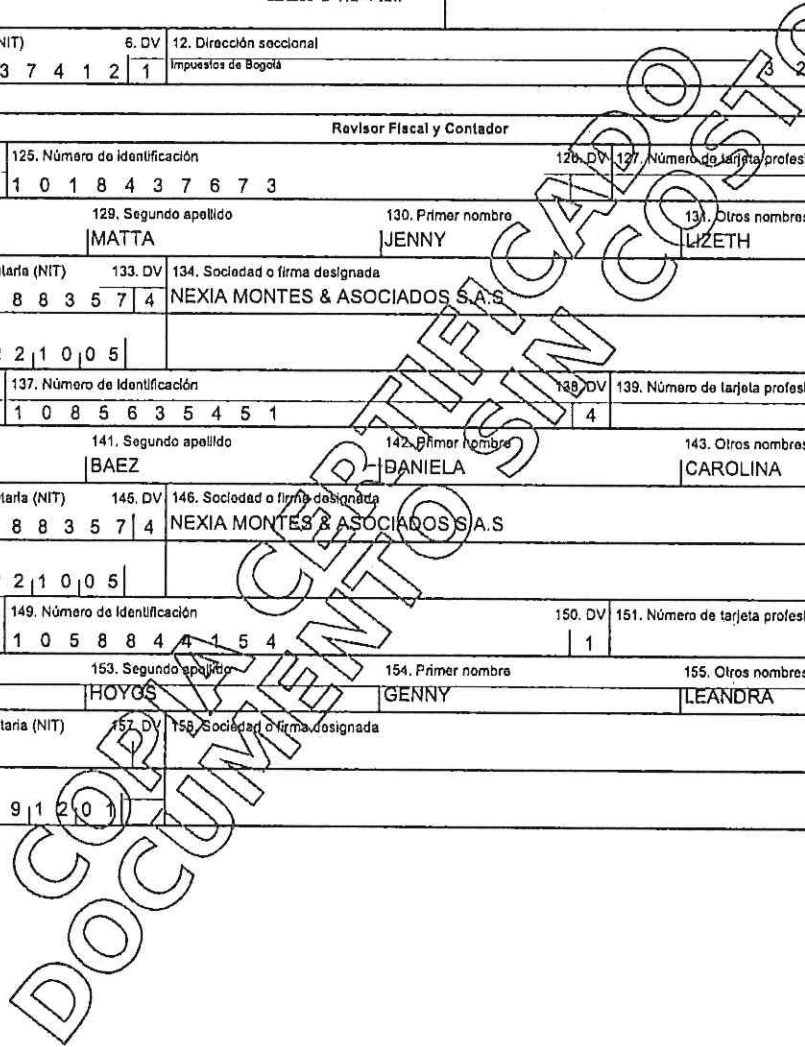 NIT) 6. DV 12. Dirección seccional
3 7 4 1 2 1 Impuestos de Bogotá 3 2
Revisor Fiscal y Contador
125. Número de identificación 126. DV 127. Número de tarjeta profesi
1 0 1 8 4 3 7 6 7 3
129. Segundo apellido 130. Primer nombre 131. Otros nombres
MATTA JENNY LIZETH
utaria (NIT) 133. DV 134. Sociedad o firma designada
8 8 3 5 7 4 NEXIA MONTES & ASOCIADOS S.A.S
2 1 0 0 5
137. Número de identificación 138. DV 139. Número de tarjeta profesi
1 0 8 5 6 3 5 4 5 1 4
141. Segundo apellido 142. Primer nombre 143. Otros nombres
BAEZ DANIELA CAROLINA
utaria (NIT) 145. DV 146. Sociedad o firma designada
8 8 3 5 7 4 NEXIA MONTES & ASOCIADOS S.A.S
2 1 0 0 5
149. Número de identificación 150. DV 151. Número de tarjeta profesi
1 0 5 8 8 4 4 1 5 4 1
153. Segundo apellido 154. Primer nombre 155. Otros nombres
HOYOS GENNY LEANDRA
utaria (NIT) 157. DV 158. Sociedad o firma designada
9 1 2 0 1
COPIA CERTIFICADO
DOCUMENTO SIN COSTO